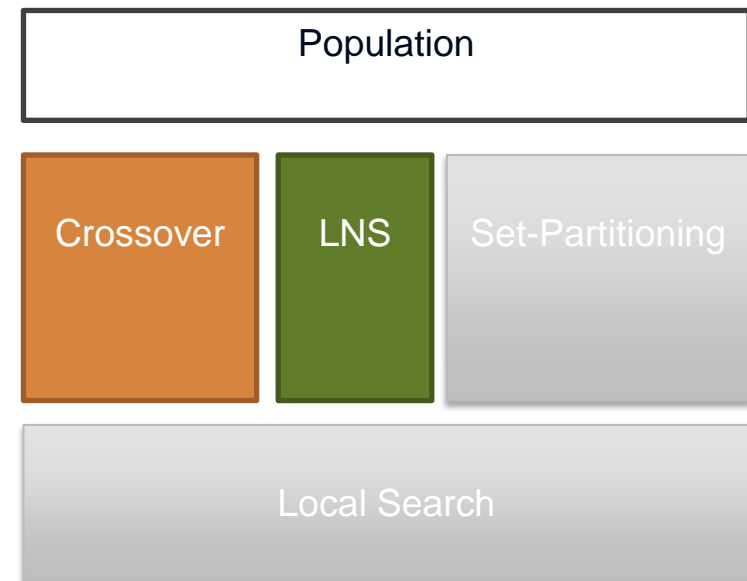 Population
Crossover
LNS
Set-Partitioning
Local Search